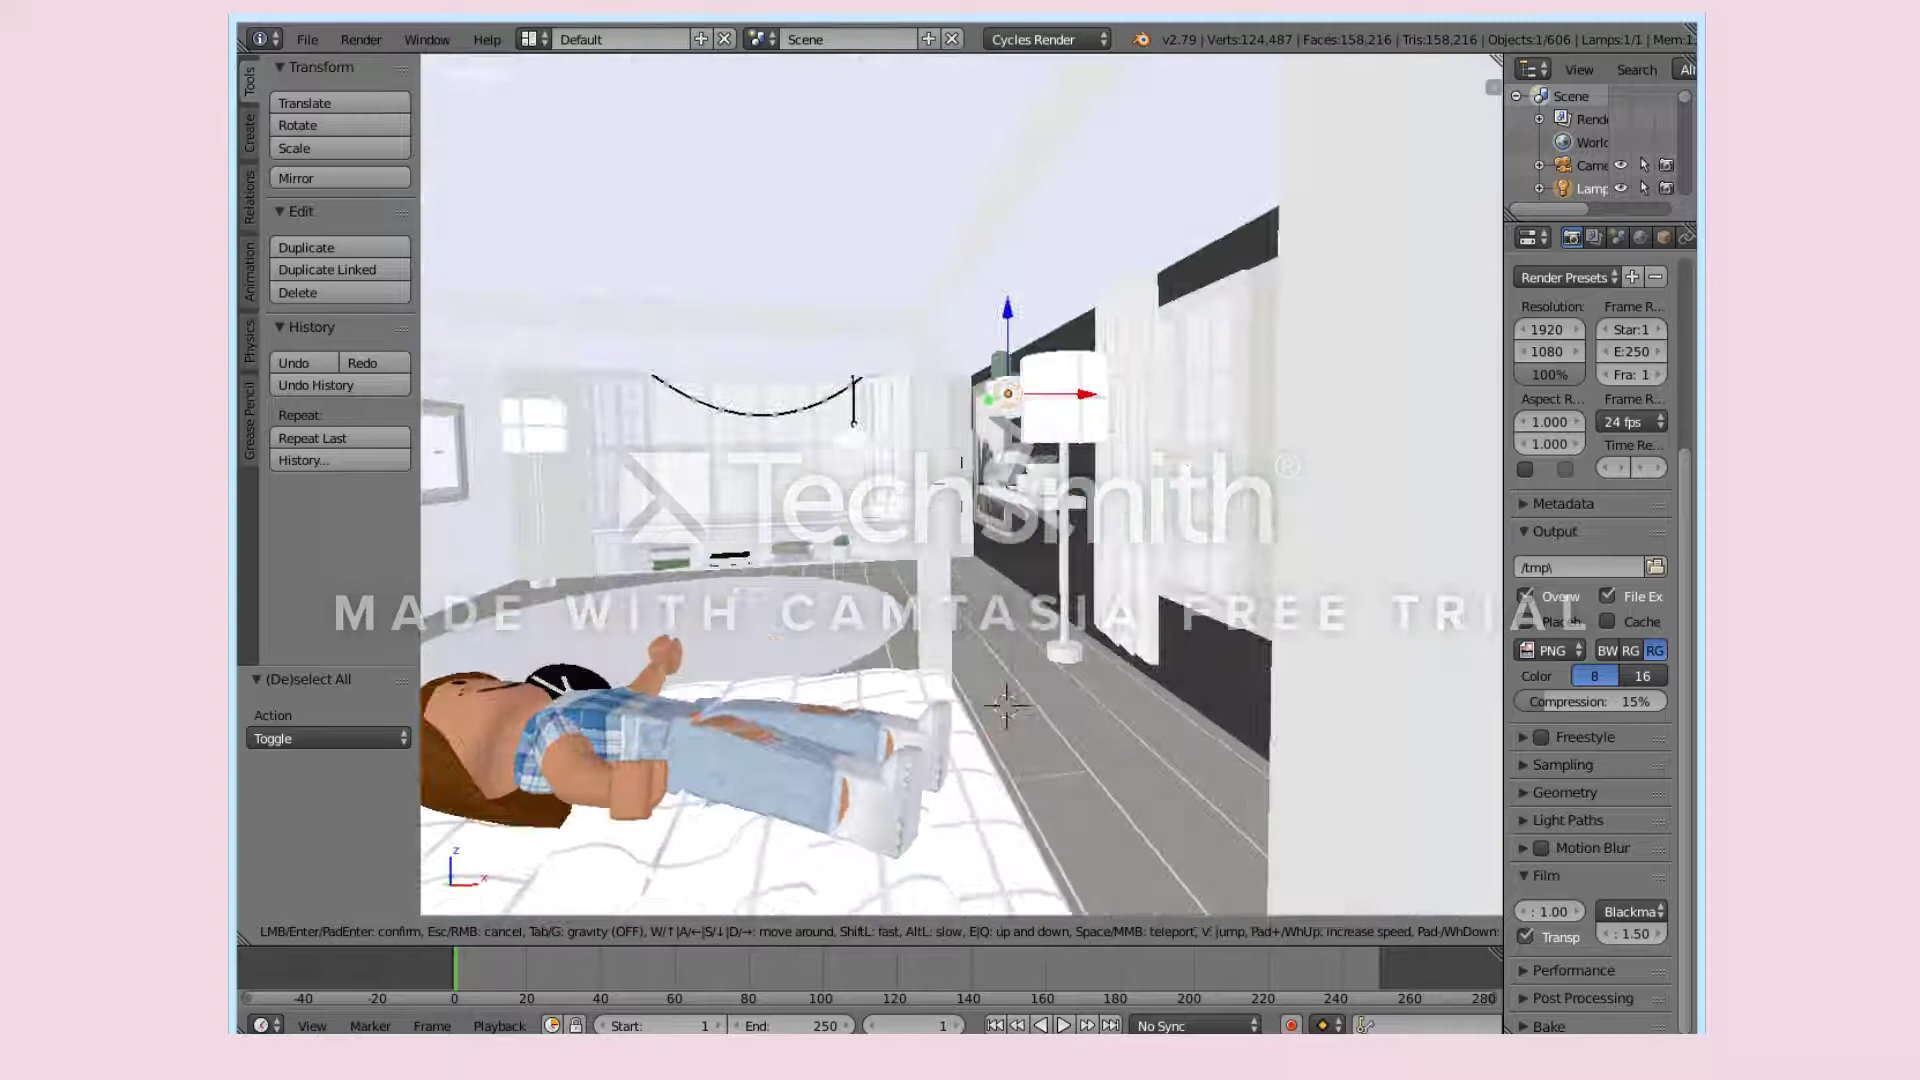 File Render Window Help Default Scene Cycles Render v2.79 | Verts:124,487 | Faces:158,216 | Tris:158,216 | Objects:1/606 | Lamps:1/1 | Mem:1
Tools
Create
Relations
Animation
Physics
Grease Pencil
Transform
Translate
Rotate
Scale
Mirror
Edit
Duplicate
Duplicate Linked
Delete
History
Undo Redo
Undo History
Repeat:
Repeat Last
History...
(De)select All
Action
Toggle
TechSmith®
MADE WITH CAMTASIA FREE TRIAL
z
x
View Search All
Scene
Rende
World
Came
Lamp
Render Presets
Resolution: Frame R...
1920 Star:1
1080 E:250
100% Fra: 1
Aspect R... Frame R...
1.000 24 fps
1.000 Time Re...
Metadata
Output
/tmp\
Overw File Ex
Placeh Cache
PNG BW RG RG
Color 8 16
Compression: 15%
Freestyle
Sampling
Geometry
Light Paths
Motion Blur
Film
: 1.00 Blackma
Transp : 1.50
Performance
Post Processing
Bake
LMB/Enter/PadEnter: confirm, Esc/RMB: cancel, Tab/G: gravity (OFF), W/↑|A/←|S/↓|D/→: move around, ShiftL: fast, AltL: slow, E|Q: up and down, Space/MMB: teleport, V: jump, Pad+/WhUp: increase speed, Pad-/WhDown:
-40 -20 0 20 40 60 80 100 120 140 160 180 200 220 240 260 280
View Marker Frame Playback Start: 1 End: 250 1 No Sync